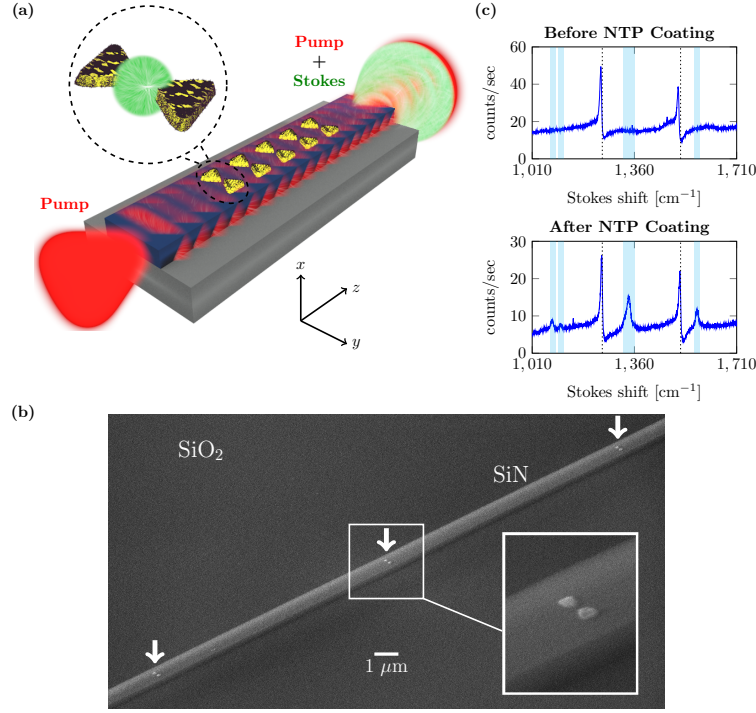 (a)
Pump
+
Stokes
Pump
x
z
y
(c)
Before NTP Coating
counts/sec
60
40
20
0
1,010
1,360
1,710
Stokes shift [cm⁻¹]
After NTP Coating
counts/sec
30
20
10
0
1,010
1,360
1,710
Stokes shift [cm⁻¹]
(b)
SiO₂
SiN
1 μm